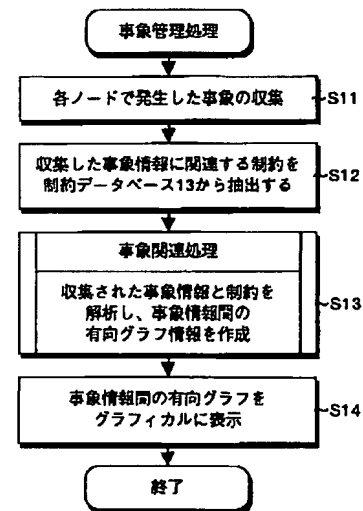 事象管理処理
各ノードで発生した事象の収集
S11
収集した事象情報に関連する制約を
制約データベース13から抽出する
S12
事象関連処理
収集された事象情報と制約を
解析し、事象情報間の
有向グラフ情報を作成
S13
事象情報間の有向グラフを
グラフィカルに表示
S14
終了